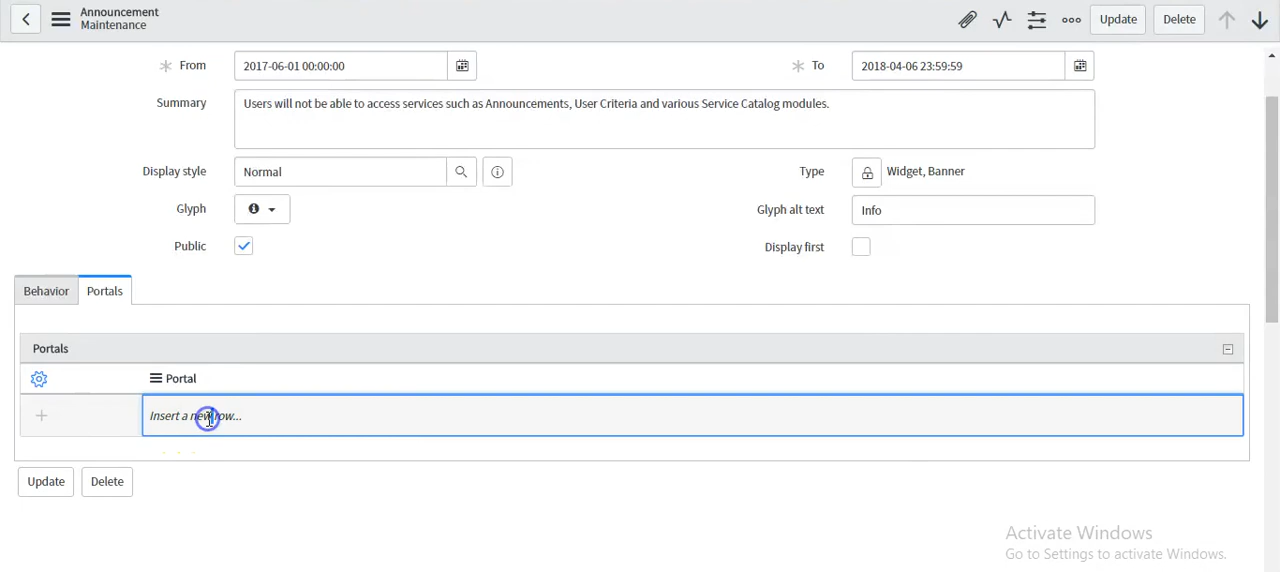 Announcement
Maintenance
Update
Delete
From
2017-06-01 00:00:00
To
2018-04-06 23:59:59
Summary
Users will not be able to access services such as Announcements, User Criteria and various Service Catalog modules.
Display style
Normal
Type
Widget, Banner
Glyph
Glyph alt text
Info
Public
Display first
Behavior
Portals
Portals
Portal
Insert a new row...
Update
Delete
Activate Windows
Go to Settings to activate Windows.